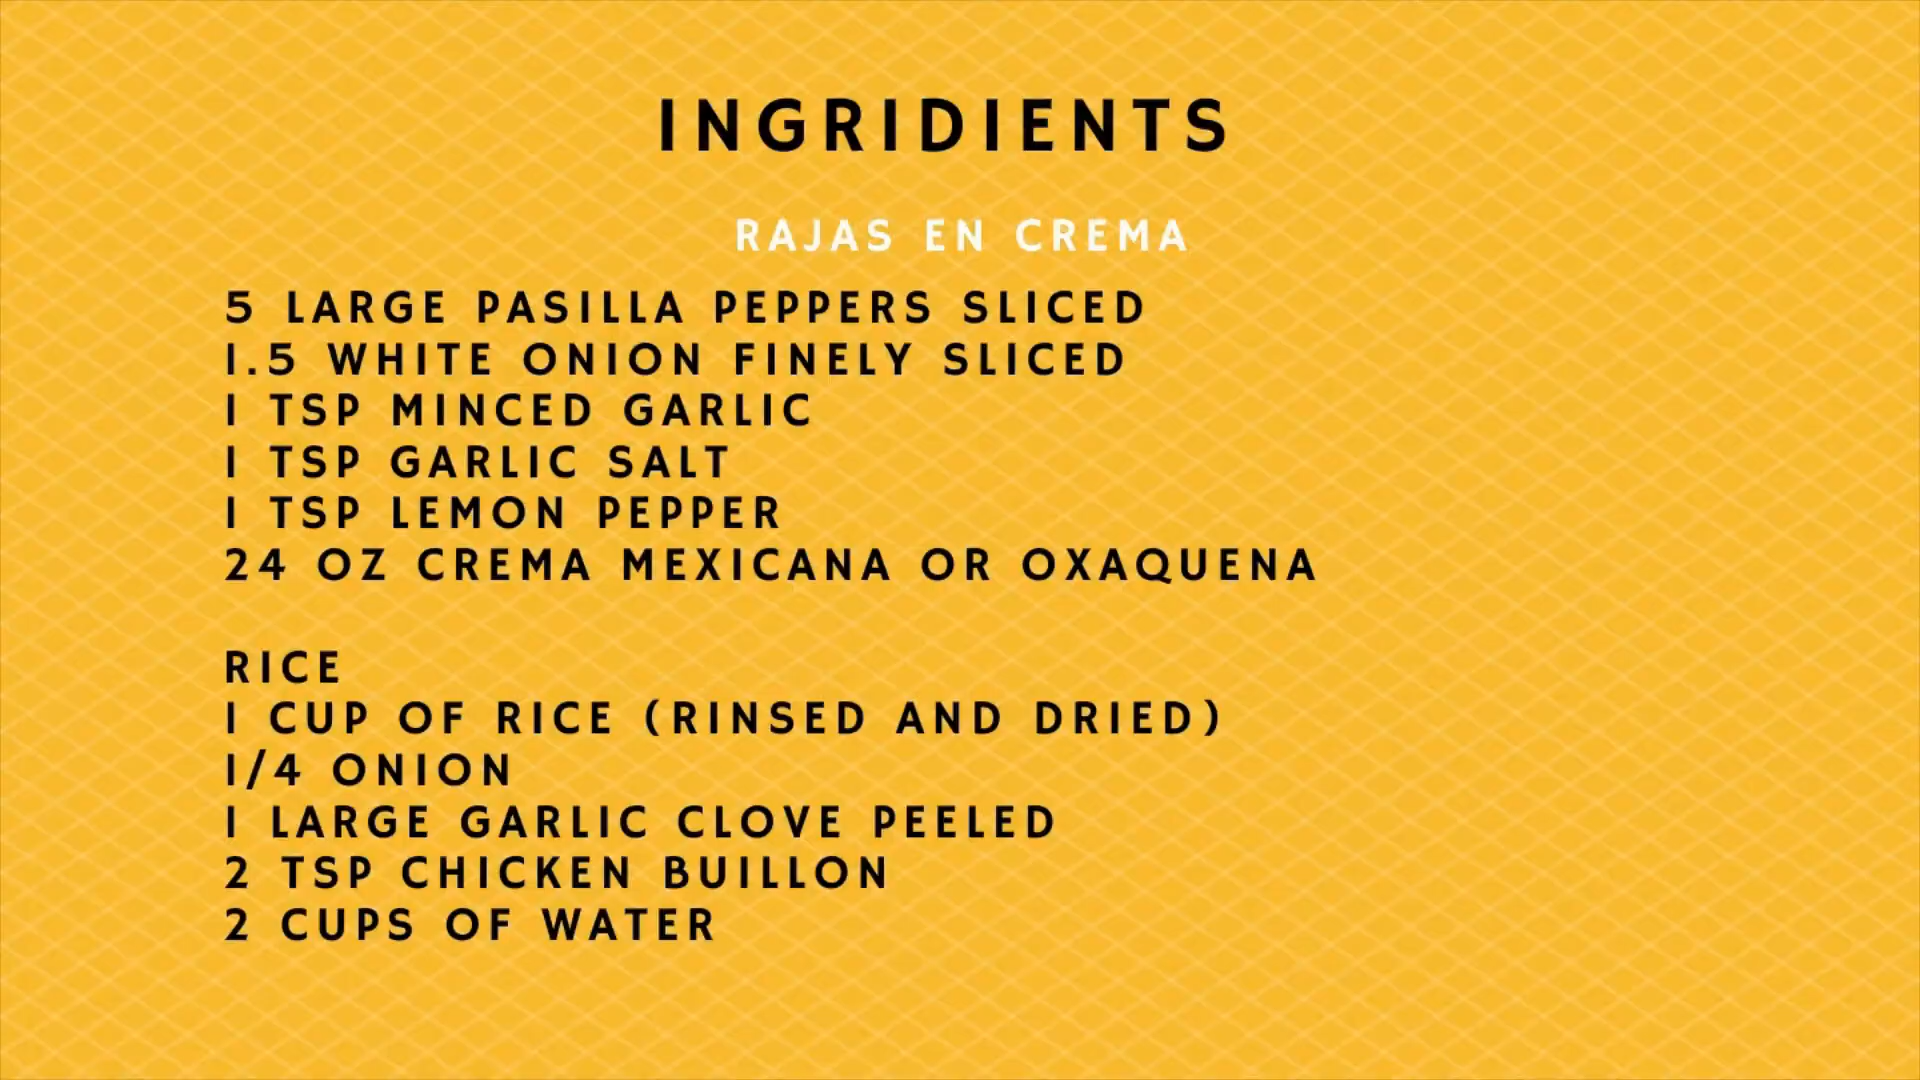 INGRIDIENTS
RAJAS EN CREMA
5 LARGE PASILLA PEPPERS SLICED
1.5 WHITE ONION FINELY SLICED
1 TSP MINCED GARLIC
1 TSP GARLIC SALT
1 TSP LEMON PEPPER
24 OZ CREMA MEXICANA OR OXAQUENA
RICE
1 CUP OF RICE (RINSED AND DRIED)
1/4 ONION
1 LARGE GARLIC CLOVE PEELED
2 TSP CHICKEN BUILLON
2 CUPS OF WATER